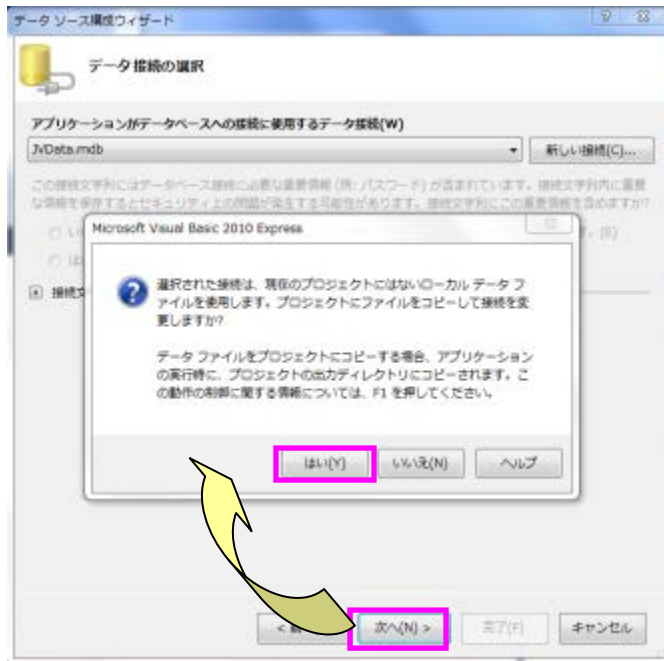 データ ソース構成ウィザード
データ接続の選択
アプリケーションがデータベースへの接続に使用するデータ接続(W)
JVData.mdb
新しい接続(C)...
この接続文字列にはデータベース接続に必要な重要情報 (例: パスワード) が含まれています。接続文字列内に重要
な情報を保存するとセキュリティ上の問題が発生する可能性があります。接続文字列にこの重要情報を含めますか?
Microsoft Visual Basic 2010 Express
す。(E)
接続文
選択された接続は、現在のプロジェクトにはないローカル データ フ
ァイルを使用します。プロジェクトにファイルをコピーして接続を変
更しますか?
データ ファイルをプロジェクトにコピーする場合、アプリケーション
の実行時に、プロジェクトの出力ディレクトリにコピーされます。こ
の動作の制御に関する情報については、F1 を押してください。
はい(Y)
いいえ(N)
ヘルプ
<
次へ(N) >
完了(F)
キャンセル